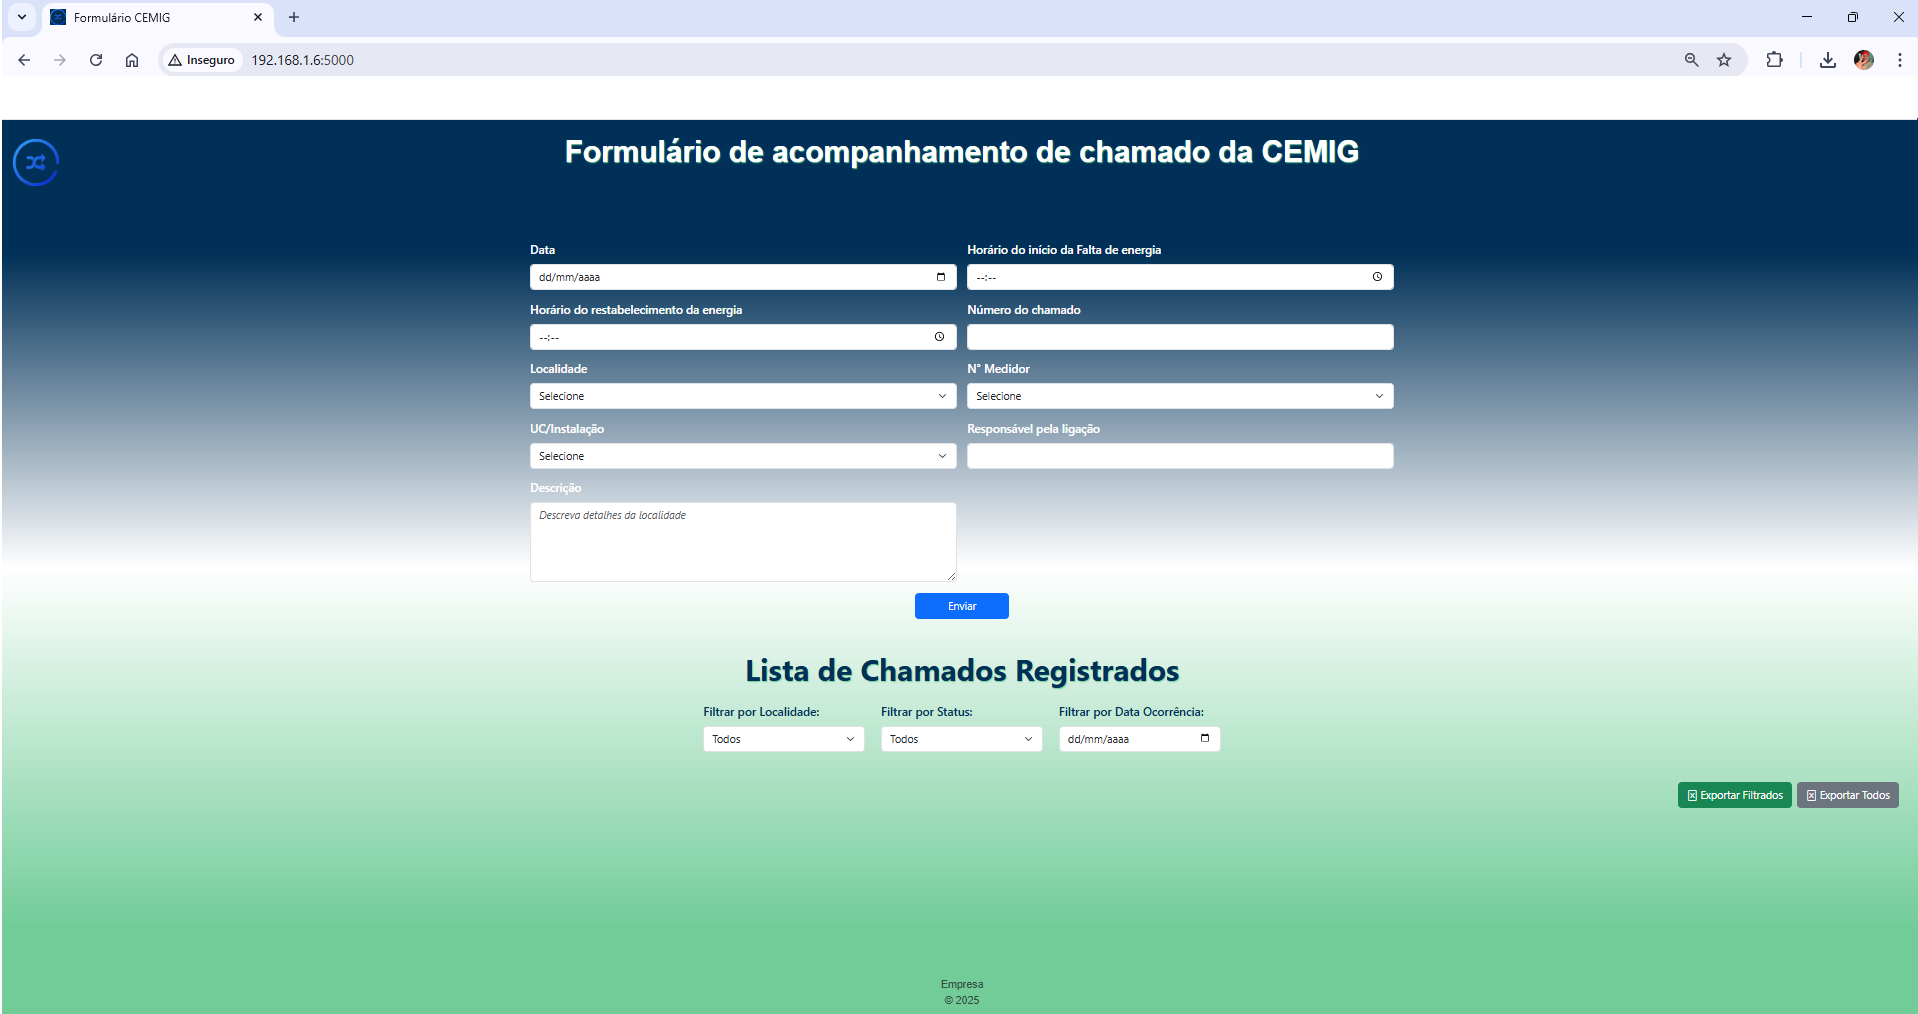 Formulário CEMIG
Inseguro 192.168.1.6:5000
Formulário de acompanhamento de chamado da CEMIG
Data Horário do início da Falta de energia
dd/mm/aaaa --:--
Horário do restabelecimento da energia Número do chamado
--:--
Localidade N° Medidor
Selecione Selecione
UC/Instalação Responsável pela ligação
Selecione
Descrição
Descreva detalhes da localidade
Enviar
Lista de Chamados Registrados
Filtrar por Localidade: Filtrar por Status: Filtrar por Data Ocorrência:
Todos Todos dd/mm/aaaa
Exportar Filtrados Exportar Todos
Empresa
© 2025